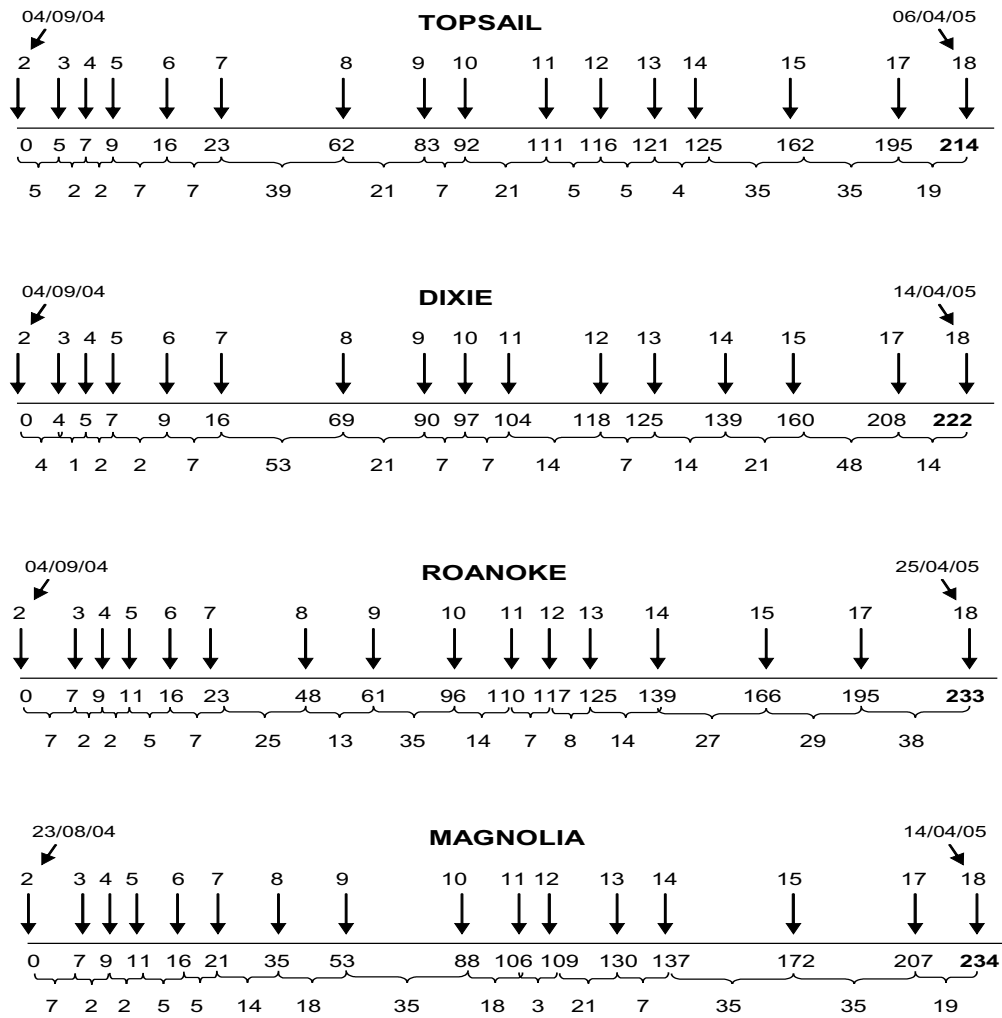 04/09/04 TOPSAIL 06/04/05
2 3 4 5 6 7 8 9 10 11 12 13 14 15 17 18
0 5 7 9 16 23 62 83 92 111 116 121 125 162 195 214
5 2 2 7 7 39 21 7 21 5 5 4 35 35 19
04/09/04 DIXIE 14/04/05
2 3 4 5 6 7 8 9 10 11 12 13 14 15 17 18
0 4 5 7 9 16 69 90 97 104 118 125 139 160 208 222
4 1 2 2 7 53 21 7 7 14 7 14 21 48 14
04/09/04 ROANOKE 25/04/05
2 3 4 5 6 7 8 9 10 11 12 13 14 15 17 18
0 7 9 11 16 23 48 61 96 110 117 125 139 166 195 233
7 2 2 5 7 25 13 35 14 7 8 14 27 29 38
23/08/04 MAGNOLIA 14/04/05
2 3 4 5 6 7 8 9 10 11 12 13 14 15 17 18
0 7 9 11 16 21 35 53 88 106 109 130 137 172 207 234
7 2 2 5 5 14 18 35 18 3 21 7 35 35 19